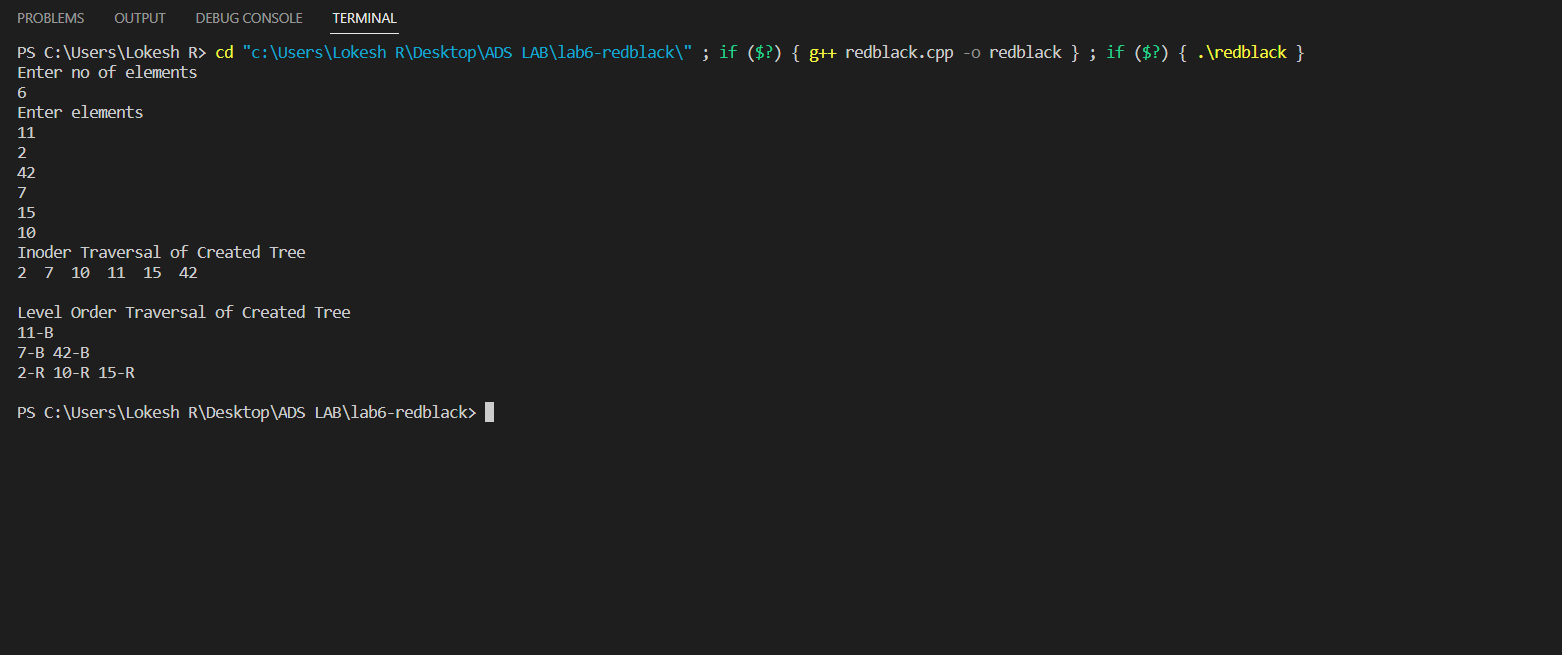 PROBLEMS OUTPUT DEBUG CONSOLE TERMINAL
PS C:\Users\Lokesh R> cd "c:\Users\Lokesh R\Desktop\ADS LAB\lab6-redblack\" ; if ($?) { g++ redblack.cpp -o redblack } ; if ($?) { .\redblack }
Enter no of elements
6
Enter elements
11
2
42
7
15
10
Inoder Traversal of Created Tree
2  7  10  11  15  42
Level Order Traversal of Created Tree
11-B
7-B 42-B
2-R 10-R 15-R
PS C:\Users\Lokesh R\Desktop\ADS LAB\lab6-redblack>